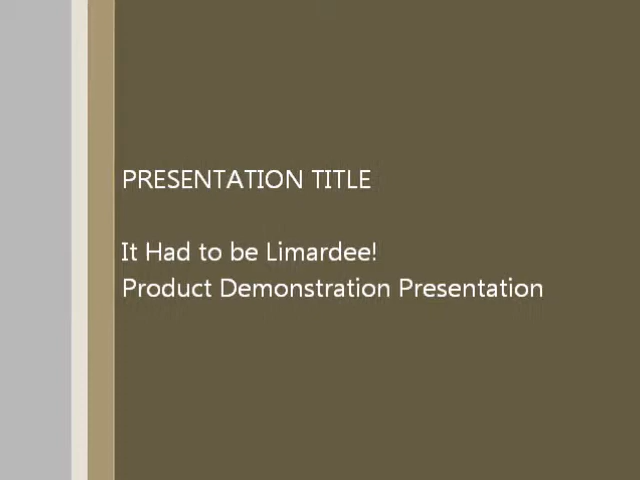 PRESENTATION TITLE
It Had to be Limardee!
Product Demonstration Presentation